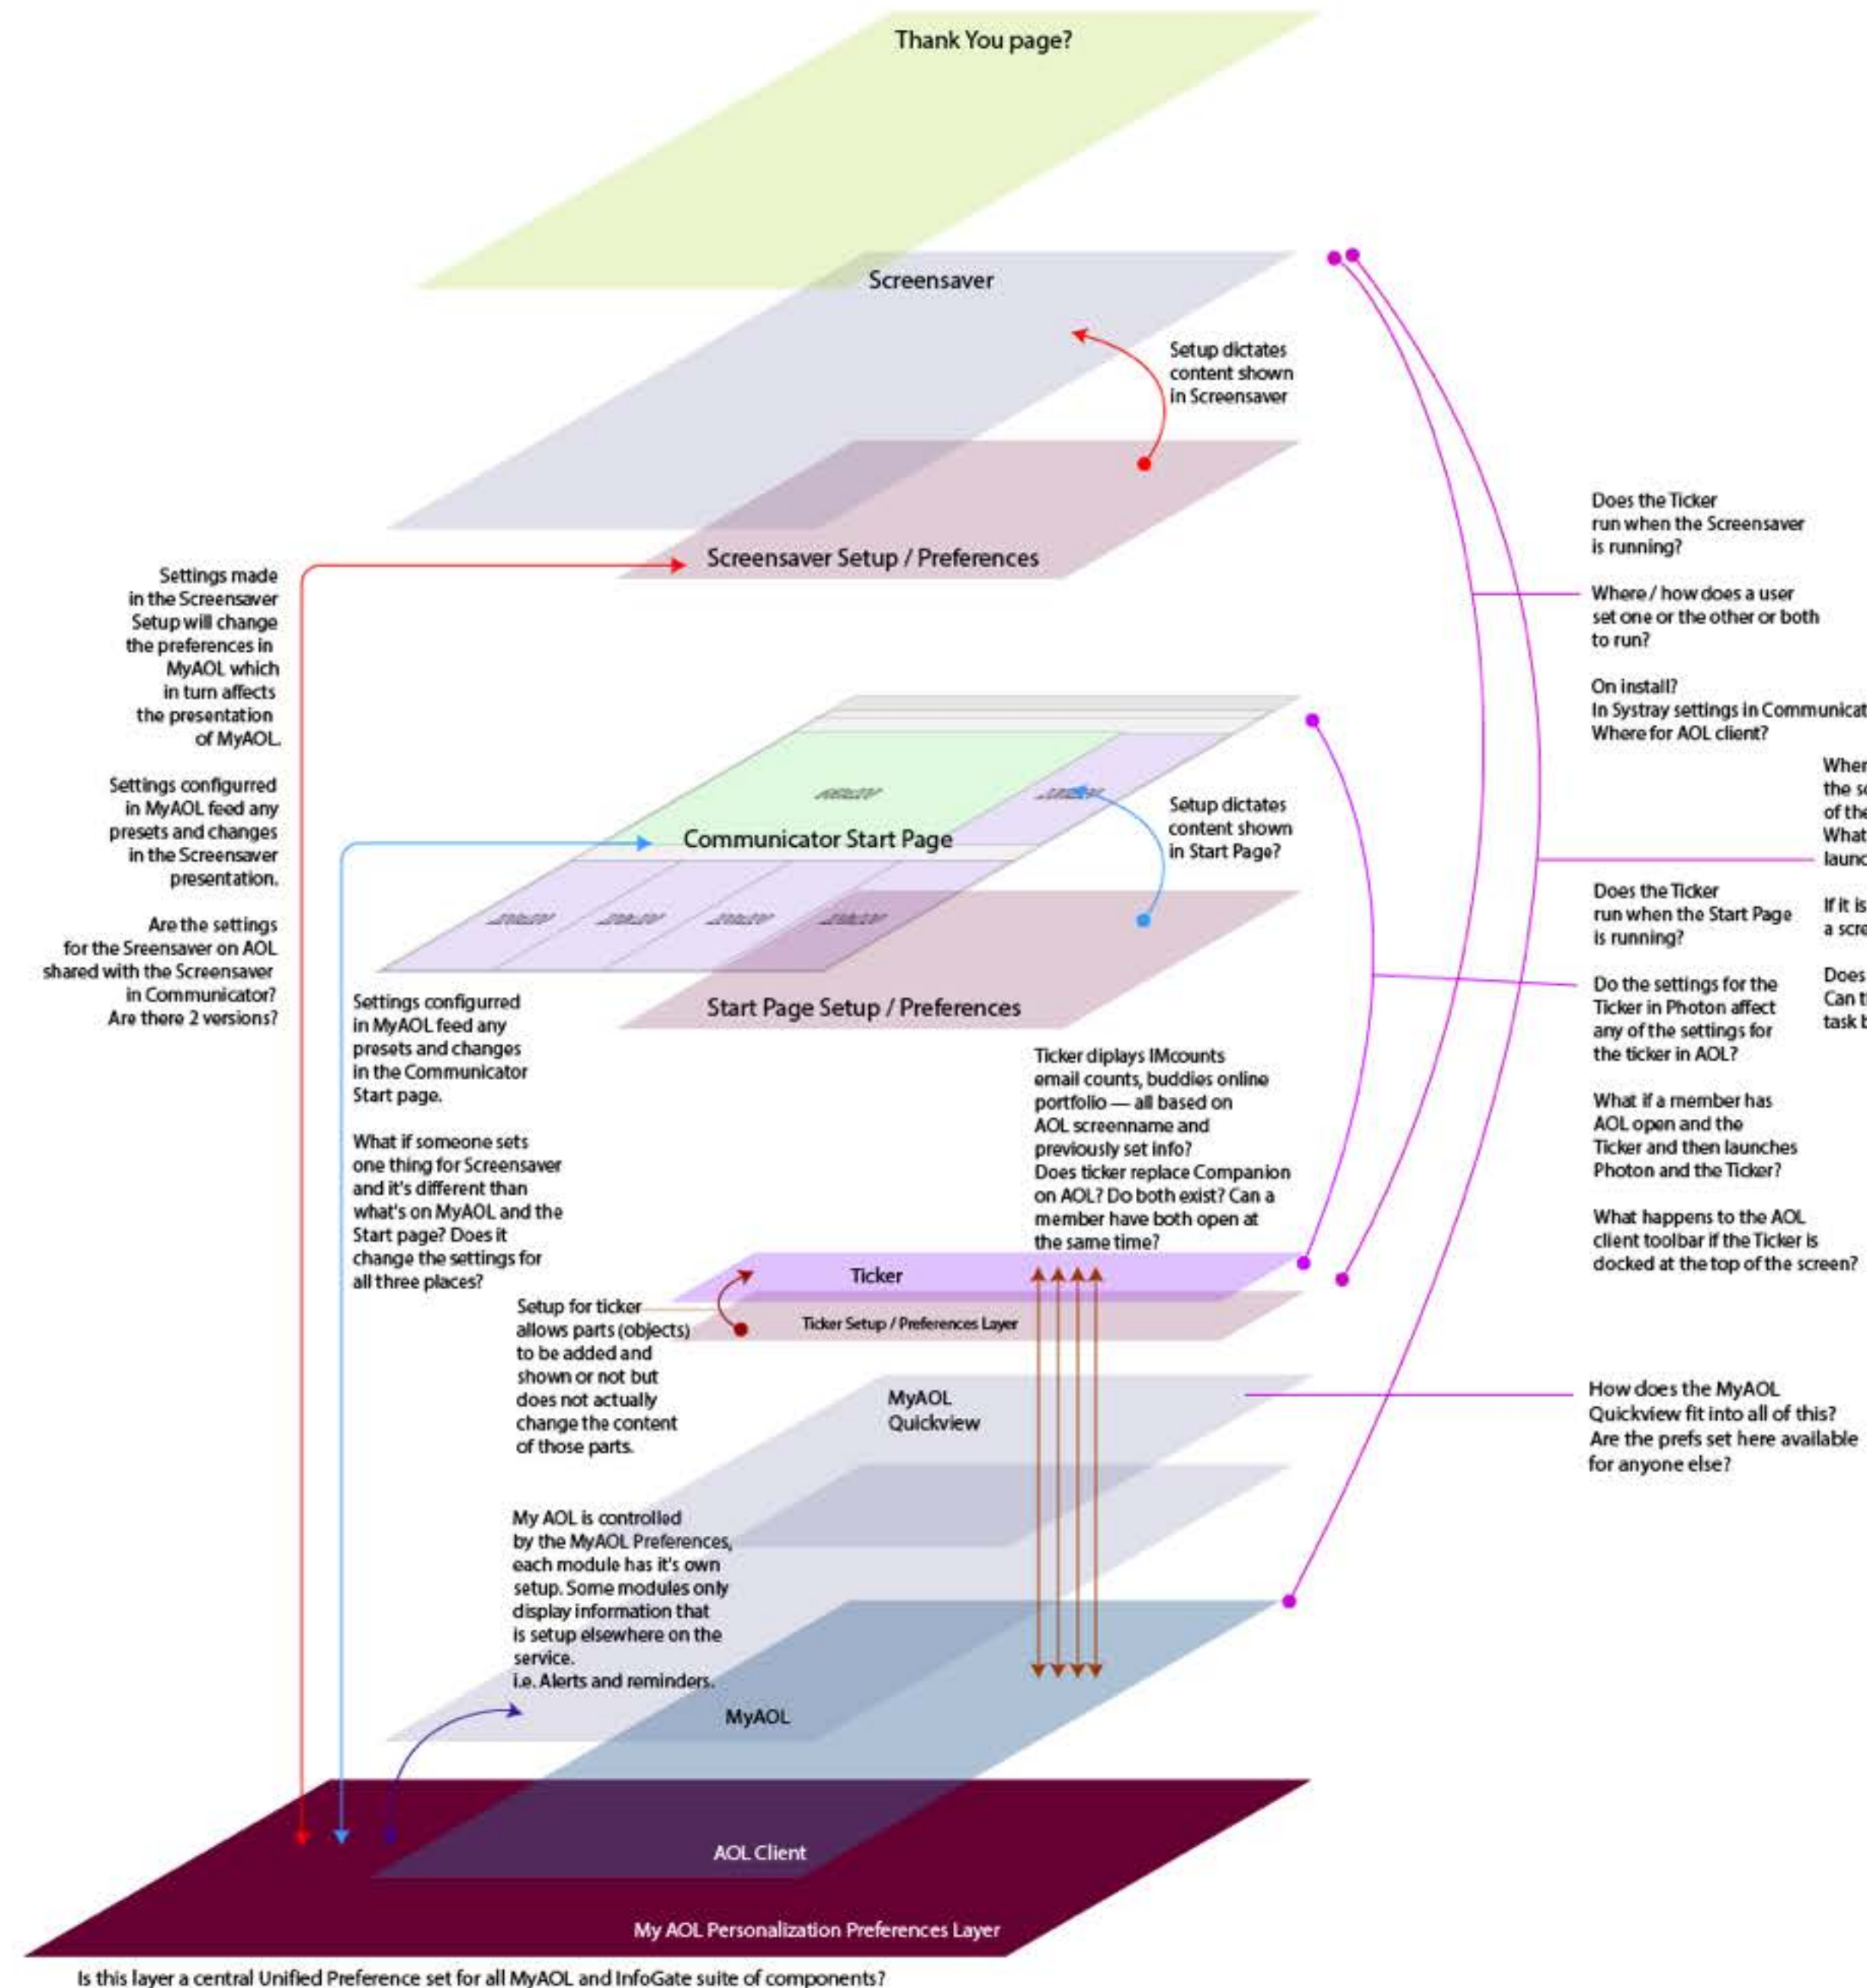 Thank You page?
Screensaver
Setup dictates
content shown
in Screensaver
Screensaver Setup / Preferences
Settings made
in the Screensaver
Setup will change
the preferences in
MyAOL which
in turn affects
the presentation
of MyAOL.
Settings configurred
in MyAOL feed any
presets and changes
in the Screensaver
presentation.
Are the settings
for the Sreensaver on AOL
shared with the Screensaver
in Communicator?
Are there 2 versions?
Does the Ticker
run when the Screensaver
is running?
Where / how does a user
set one or the other or both
to run?
On install?
In Systray settings in
Where for AOL client?
Communicator Start Page
Setup dictates
content shown
in Start Page?
Start Page Setup / Preferences
Settings configurred
in MyAOL feed any
presets and changes
in the Communicator
Start page.
What if someone sets
one thing for Screensaver
and it's different than
what's on MyAOL and the
Start page? Does it
change the settings for
all three places?
the
of the
What
If it is
a
Does
Can
task
Does the Ticker
run when the Start Page
is running?
Do the settings for the
Ticker in Photon affect
any of the settings for
the ticker in AOL?
What if a member has
AOL open and the
Ticker and then launches
Photon and the Ticker?
What happens to the AOL
client toolbar if the Ticker is
docked at the top of the screen?
Ticker diplays IMcounts
email counts, buddies online
portfolio — all based on
AOL screenname and
previously set info?
Does ticker replace Companion
on AOL? Do both exist? Can a
member have both open at
the same time?
Ticker
Ticker Setup / Preferences Layer
Setup for ticker
allows parts (objects)
to be added and
shown or not but
does not actually
change the content
of those parts.
MyAOL
Quickview
How does the MyAOL
Quickview fit into all of this?
Are the prefs set here available
for anyone else?
My AOL is controlled
by the MyAOL Preferences,
each module has it's own
setup. Some modules only
display information that
is setup elsewhere on the
service.
i.e. Alerts and reminders.
MyAOL
AOL Client
My AOL Personalization Preferences Layer
Is this layer a central Unified Preference set for all MyAOL and InfoGate suite of components?